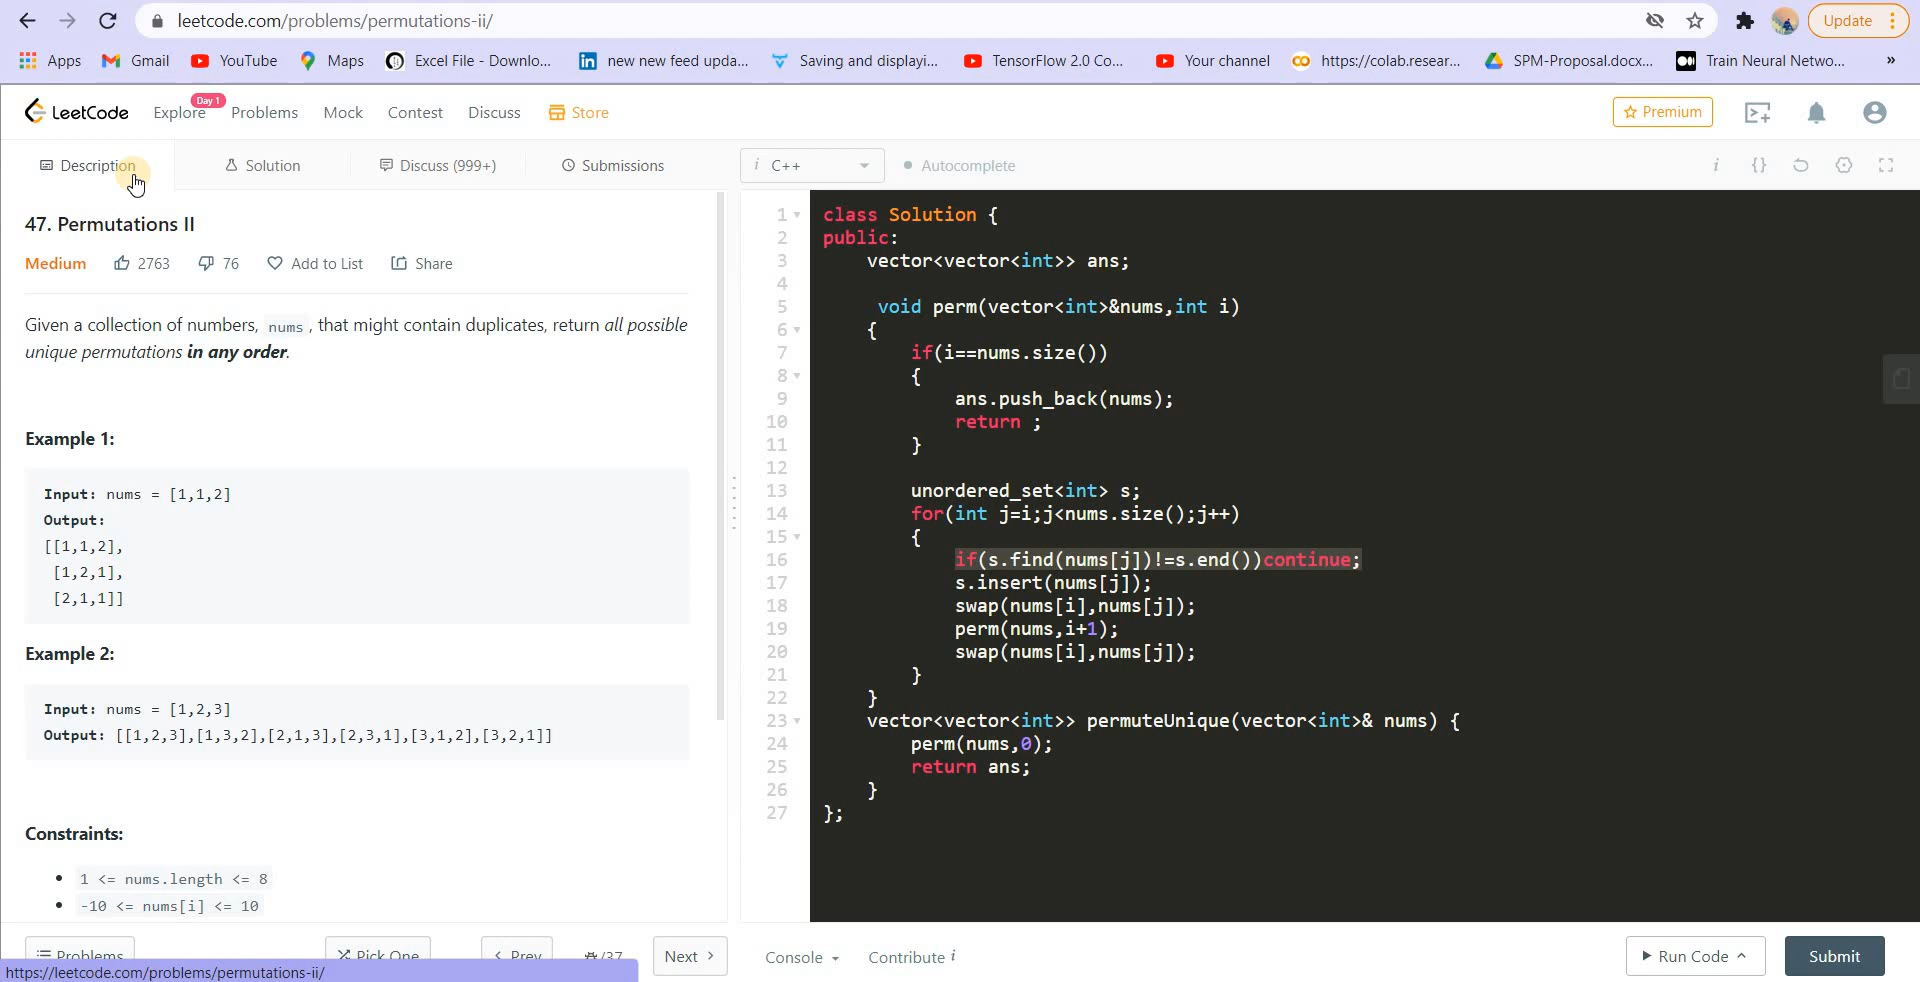 leetcode.com/problems/permutations-ii/
Update
Apps Gmail YouTube Maps Excel File - Downlo... new new feed upda... Saving and displayi... TensorFlow 2.0 Co... Your channel https://colab.resear... SPM-Proposal.docx... Train Neural Netwo... »
LeetCode Explore Day 1 Problems Mock Contest Discuss Store Premium
Description Solution Discuss (999+) Submissions
i C++ Autocomplete i {}
47. Permutations II
Medium 2763 76 Add to List Share
Given a collection of numbers, nums , that might contain duplicates, return all possible
unique permutations in any order.
Example 1:
Input: nums = [1,1,2]
Output:
[[1,1,2],
[1,2,1],
[2,1,1]]
Example 2:
Input: nums = [1,2,3]
Output: [[1,2,3],[1,3,2],[2,1,3],[2,3,1],[3,1,2],[3,2,1]]
Constraints:
1 <= nums.length <= 8
-10 <= nums[i] <= 10
1 class Solution {
2 public:
3 vector<vector<int>> ans;
4
5 void perm(vector<int>&nums,int i)
6 {
7 if(i==nums.size())
8 {
9 ans.push_back(nums);
10 return ;
11 }
12
13 unordered_set<int> s;
14 for(int j=i;j<nums.size();j++)
15 {
16 if(s.find(nums[j])!=s.end())continue;
17 s.insert(nums[j]);
18 swap(nums[i],nums[j]);
19 perm(nums,i+1);
20 swap(nums[i],nums[j]);
21 }
22 }
23 vector<vector<int>> permuteUnique(vector<int>& nums) {
24 perm(nums,0);
25 return ans;
26 }
27 };
Problems Pick One < Prev /37 Next >
Console Contribute i Run Code Submit
https://leetcode.com/problems/permutations-ii/